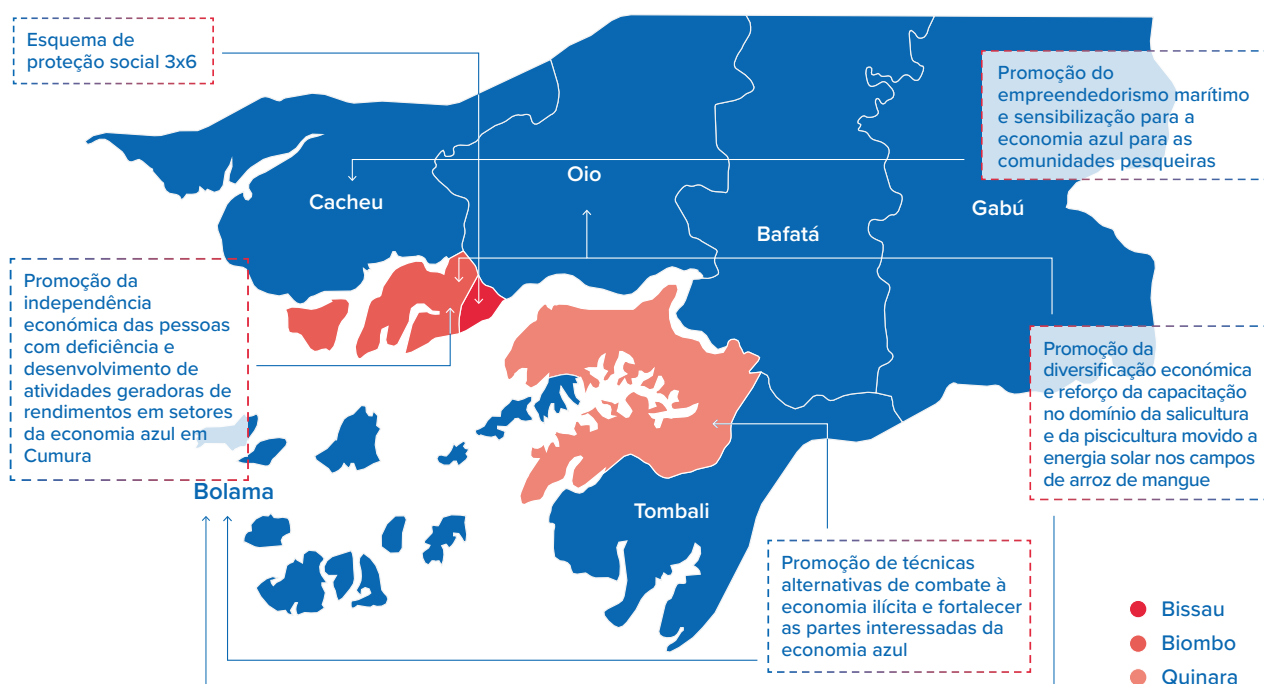 Esquema de
proteção social 3x6
Promoção do
empreendedorismo marítimo
e sensibilização para a
economia azul para as
comunidades pesqueiras
Oio
Cacheu
Gabú
Bafatá
Promoção da
independência
económica das pessoas
com deficiência e
desenvolvimento de
atividades geradoras de
rendimentos em setores
da economia azul em
Cumura
Promoção da
diversificação económica
e reforço da capacitação
no domínio da salicultura
e da piscicultura movido a
energia solar nos campos
de arroz de mangue
Bolama
Tombali
Promoção de técnicas
alternativas de combate à
economia ilícita e fortalecer
as partes interessadas da
economia azul
Bissau
Biombo
Quinara